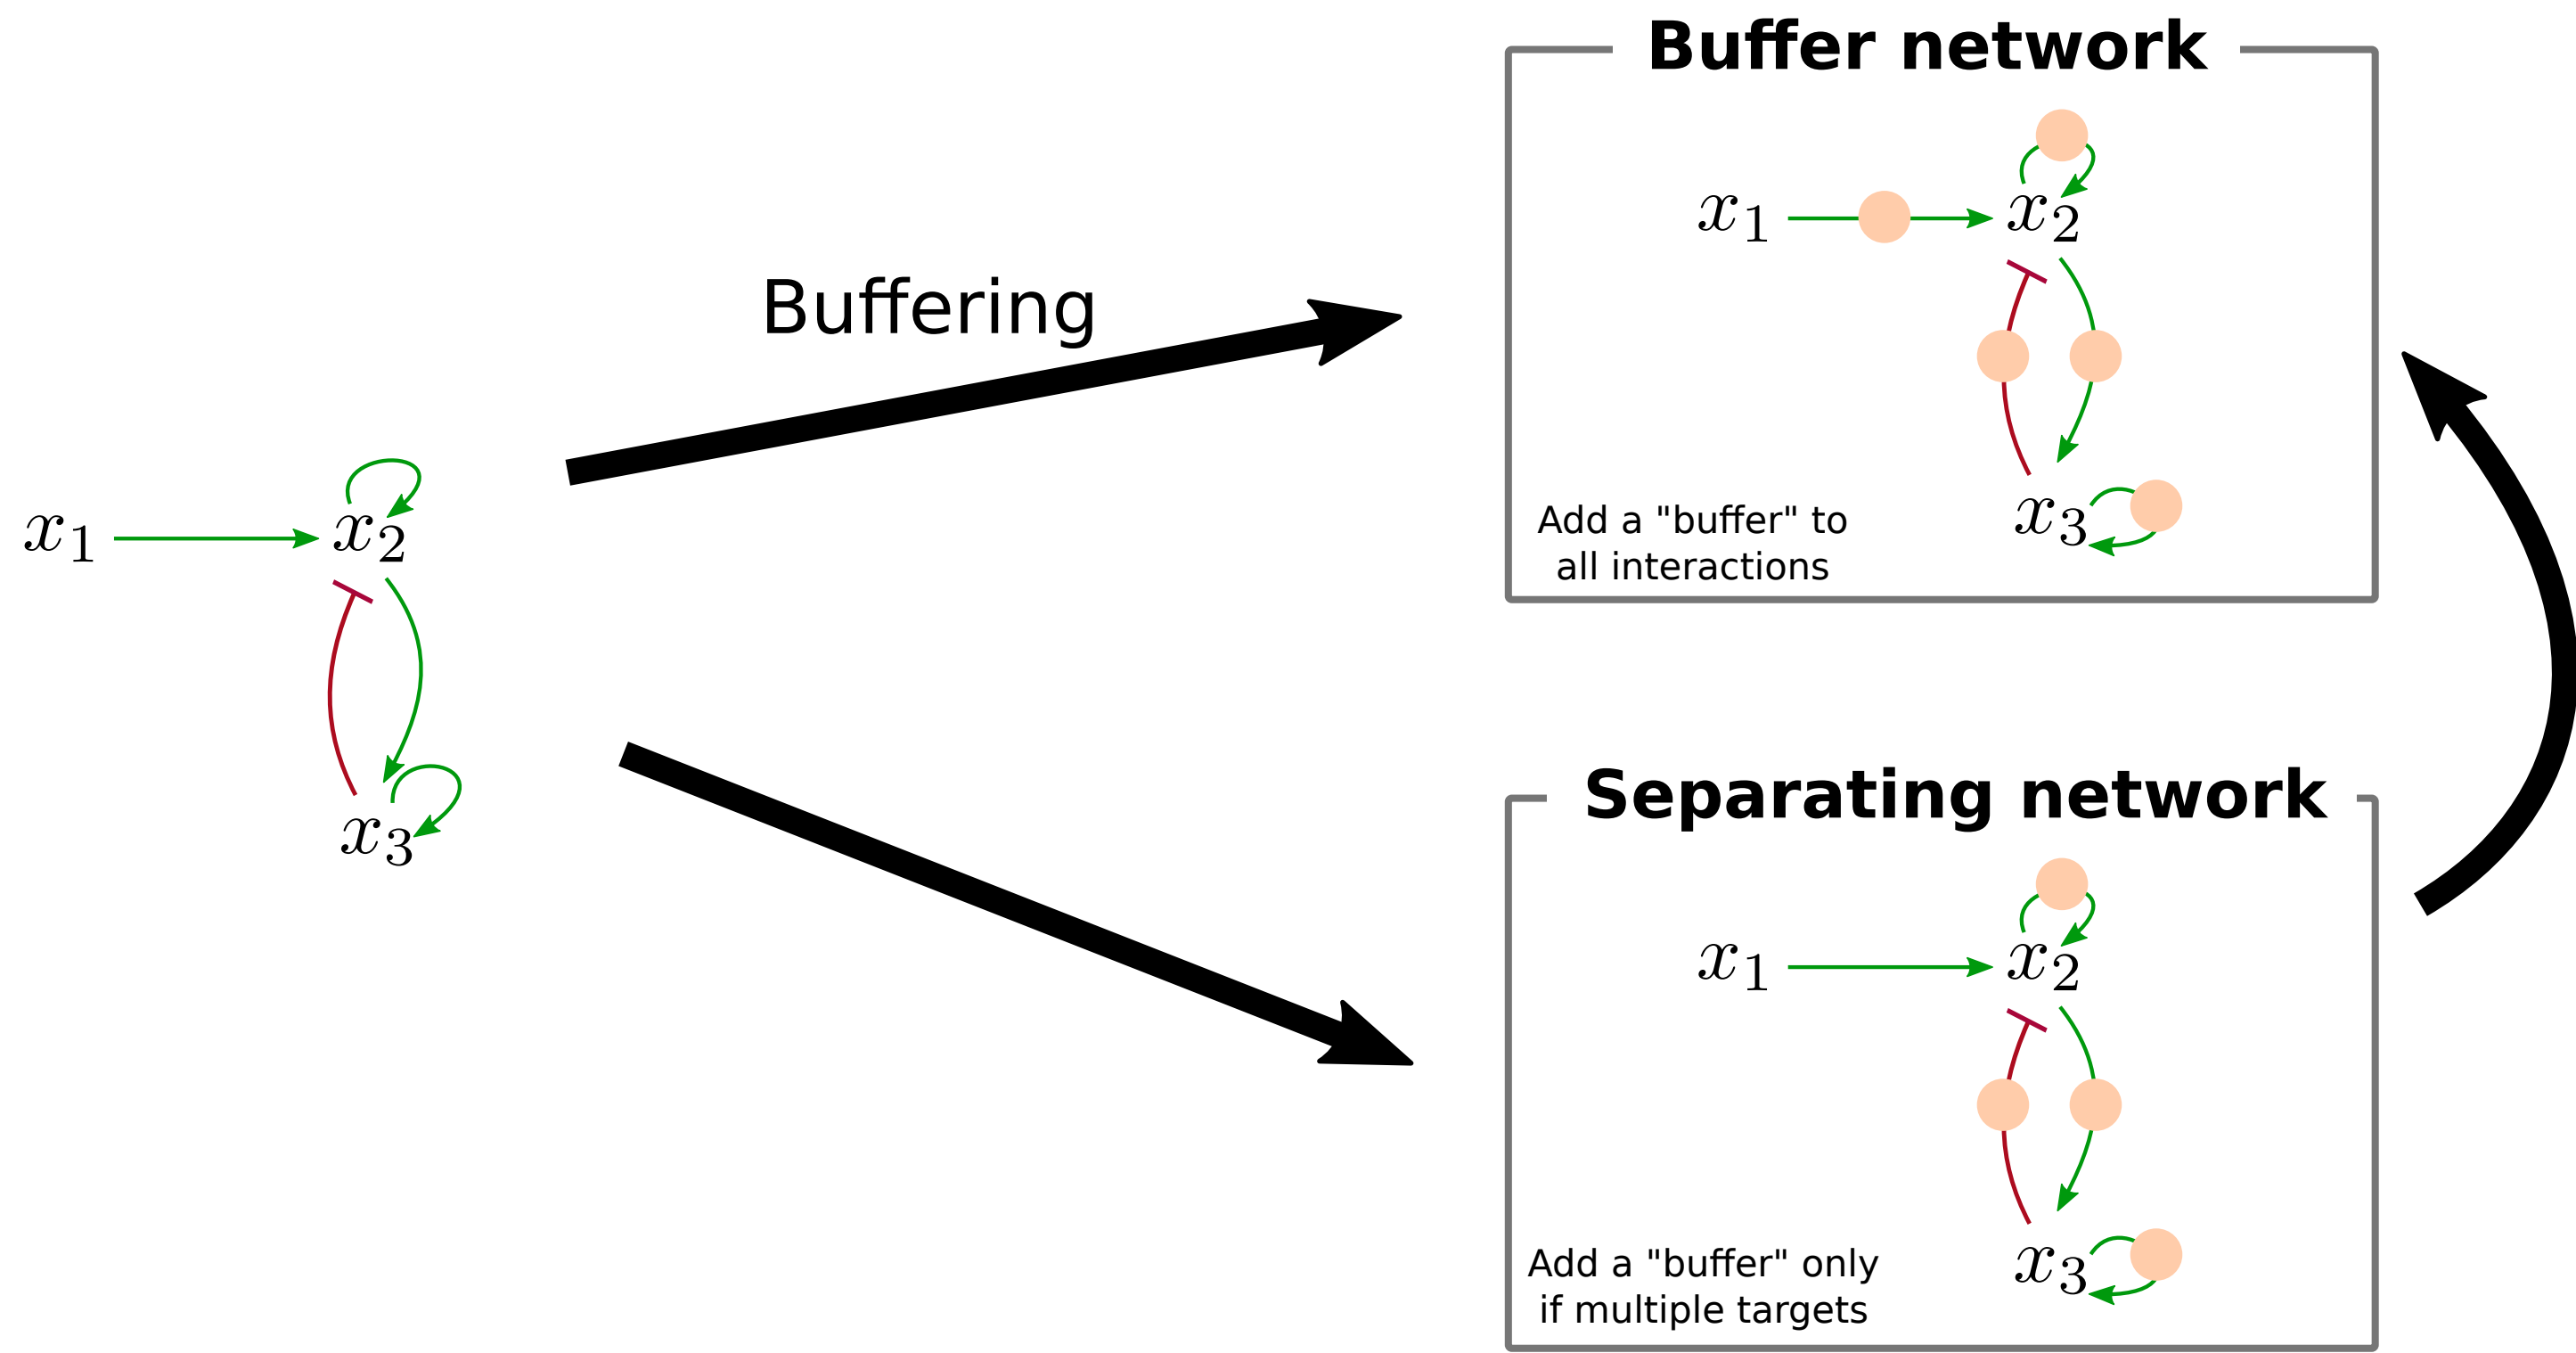 Buffering
x1
x2
x3
Buffer network
x1
x2
x3
Add a "buffer" to
all interactions
Separating network
x1
x2
x3
Add a "buffer" only
if multiple targets